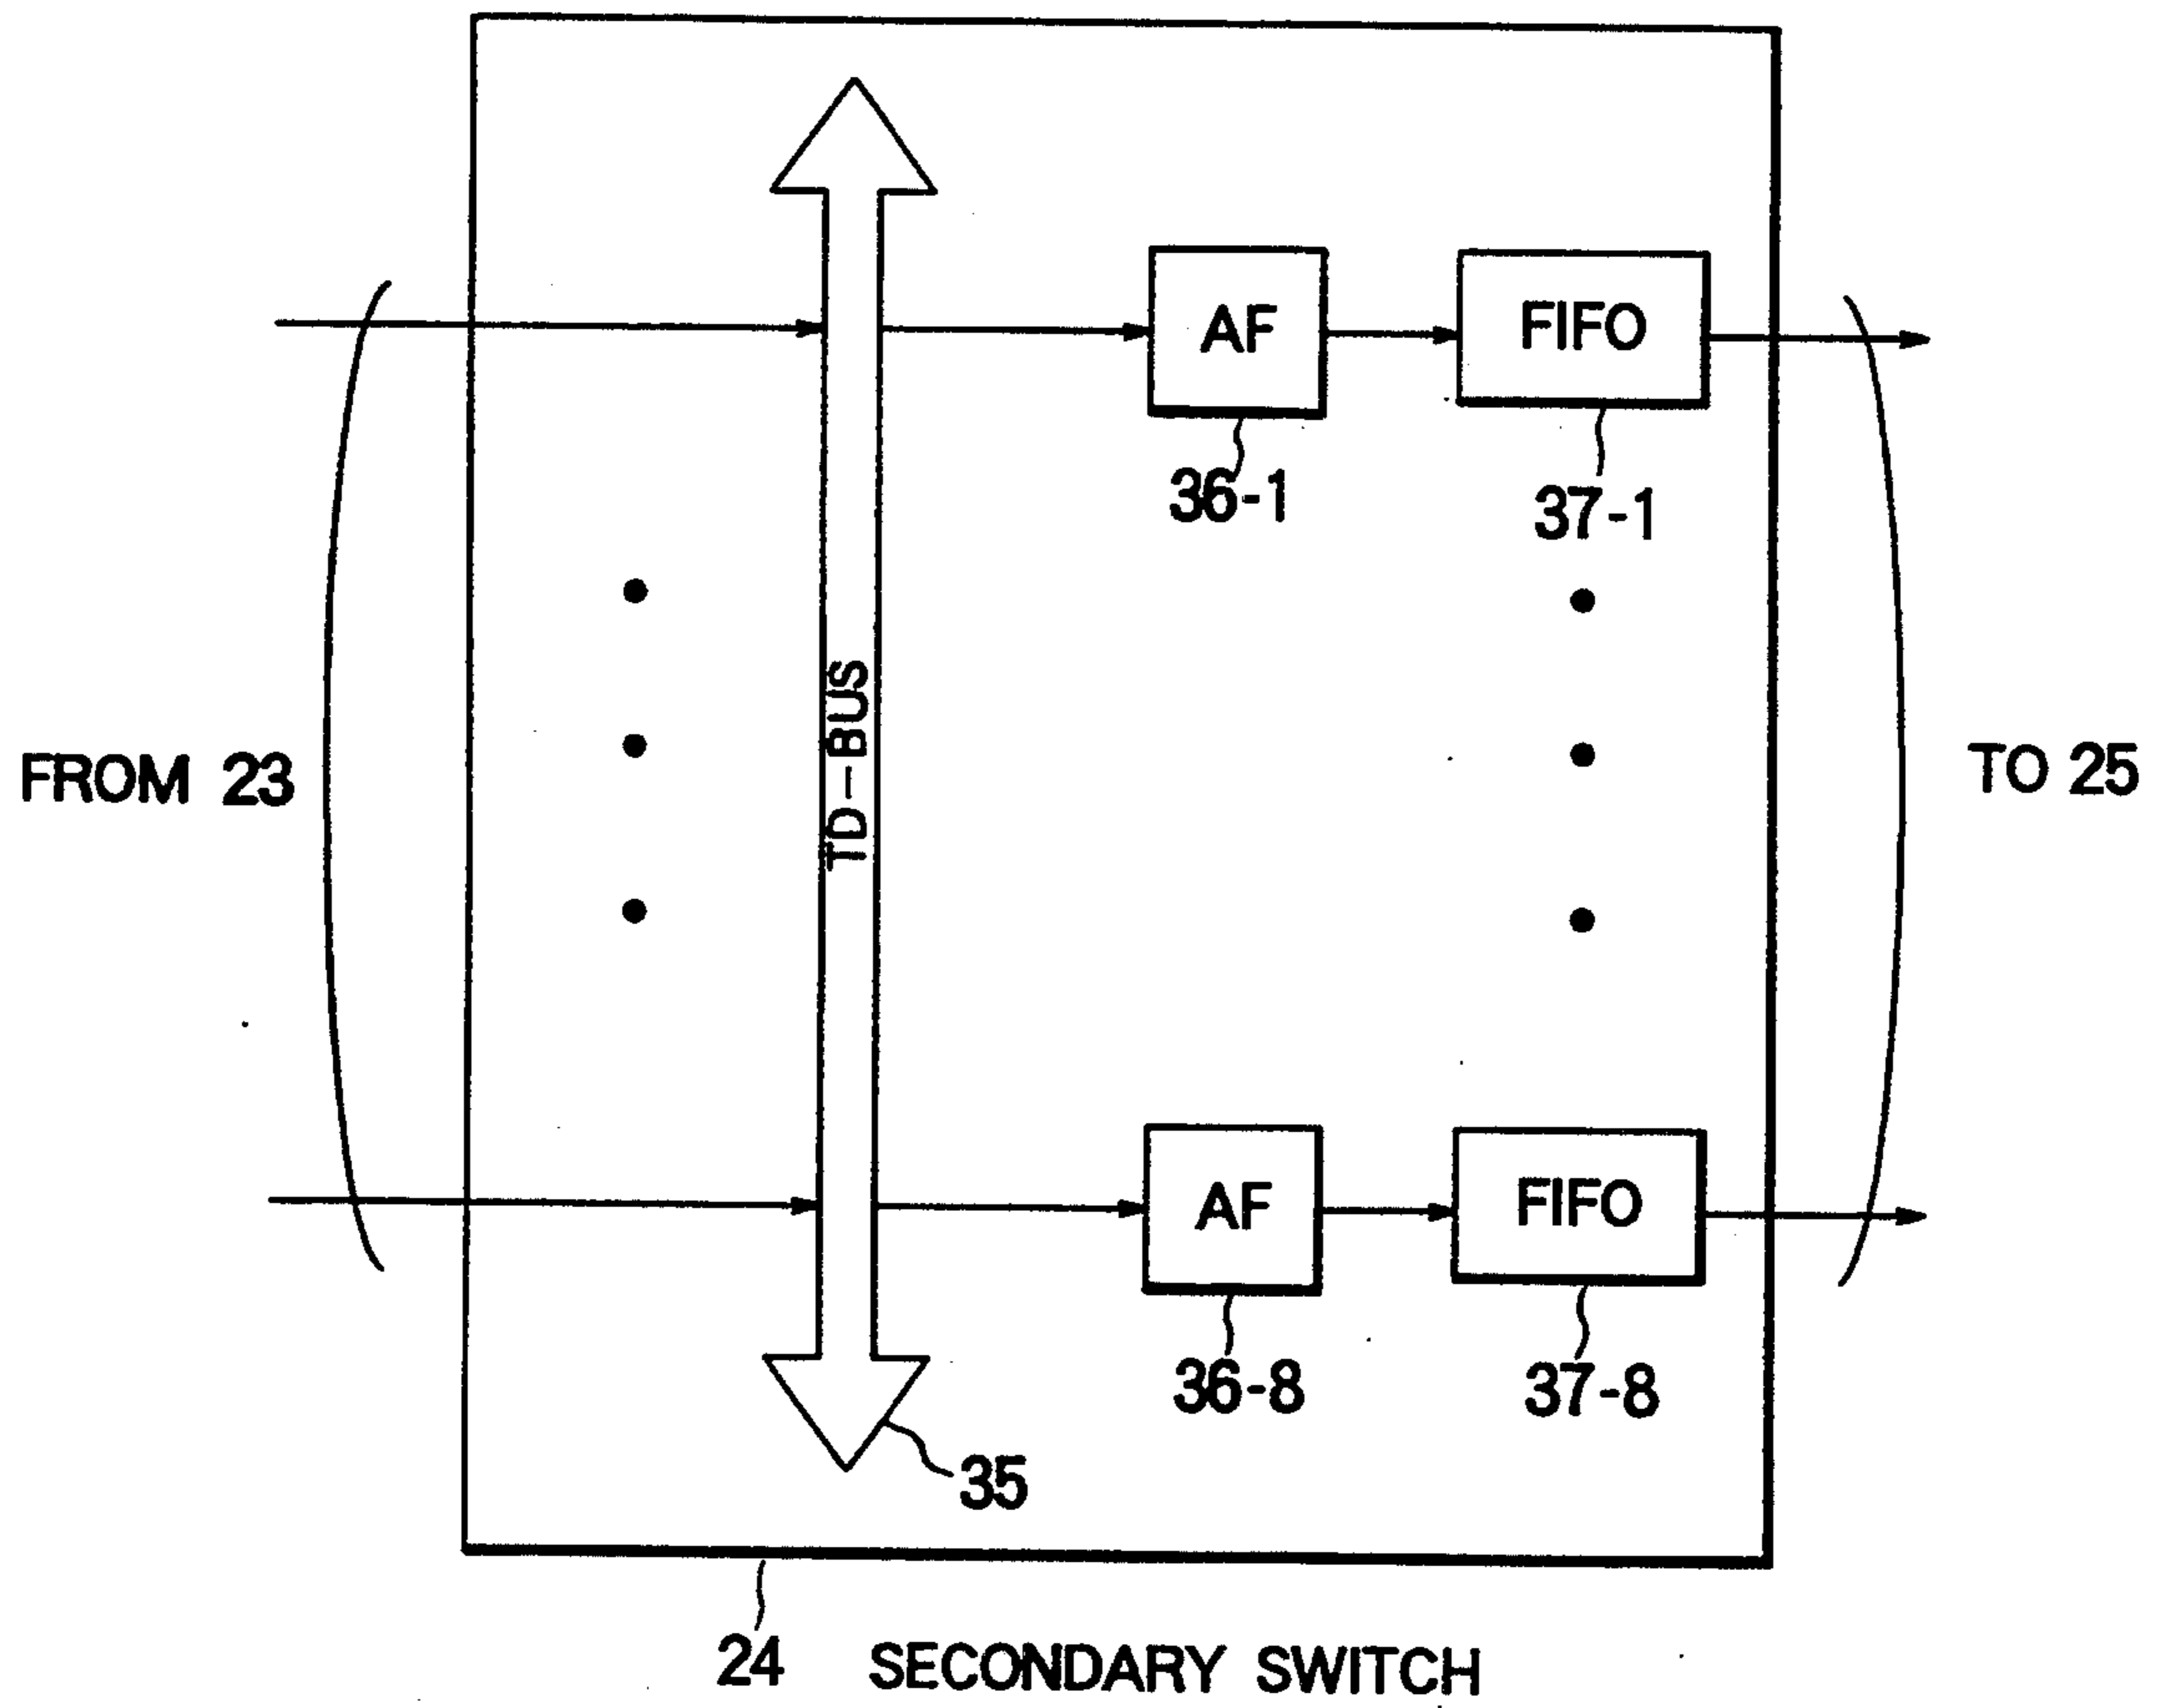 AF
FIFO
36-1
37-1
TD-BUS
FROM 23
TO 25
AF
FIFO
36-8
37-8
35
24 SECONDARY SWITCH